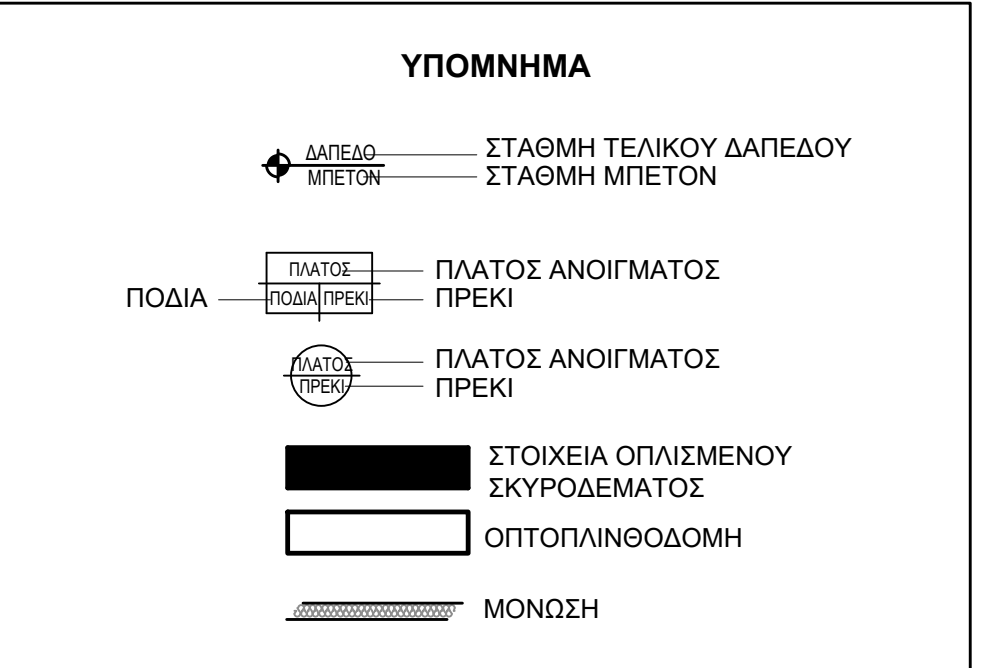 ΥΠΟΜΝΗΜΑ
ΔΑΠΕΔΟ ΣΤΑΘΜΗ ΤΕΛΙΚΟΥ ΔΑΠΕΔΟΥ
ΜΠΕΤΟΝ ΣΤΑΘΜΗ ΜΠΕΤΟΝ
ΠΛΑΤΟΣ ΠΛΑΤΟΣ ΑΝΟΙΓΜΑΤΟΣ
ΠΟΔΙΑ ΠΟΔΙΑ ΠΡΕΚΙ ΠΡΕΚΙ
ΠΛΑΤΟΣ ΠΛΑΤΟΣ ΑΝΟΙΓΜΑΤΟΣ
ΠΡΕΚΙ ΠΡΕΚΙ
ΣΤΟΙΧΕΙΑ ΟΠΛΙΣΜΕΝΟΥ
ΣΚΥΡΟΔΕΜΑΤΟΣ
ΟΠΤΟΠΛΙΝΘΟΔΟΜΗ
ΜΟΝΩΣΗ